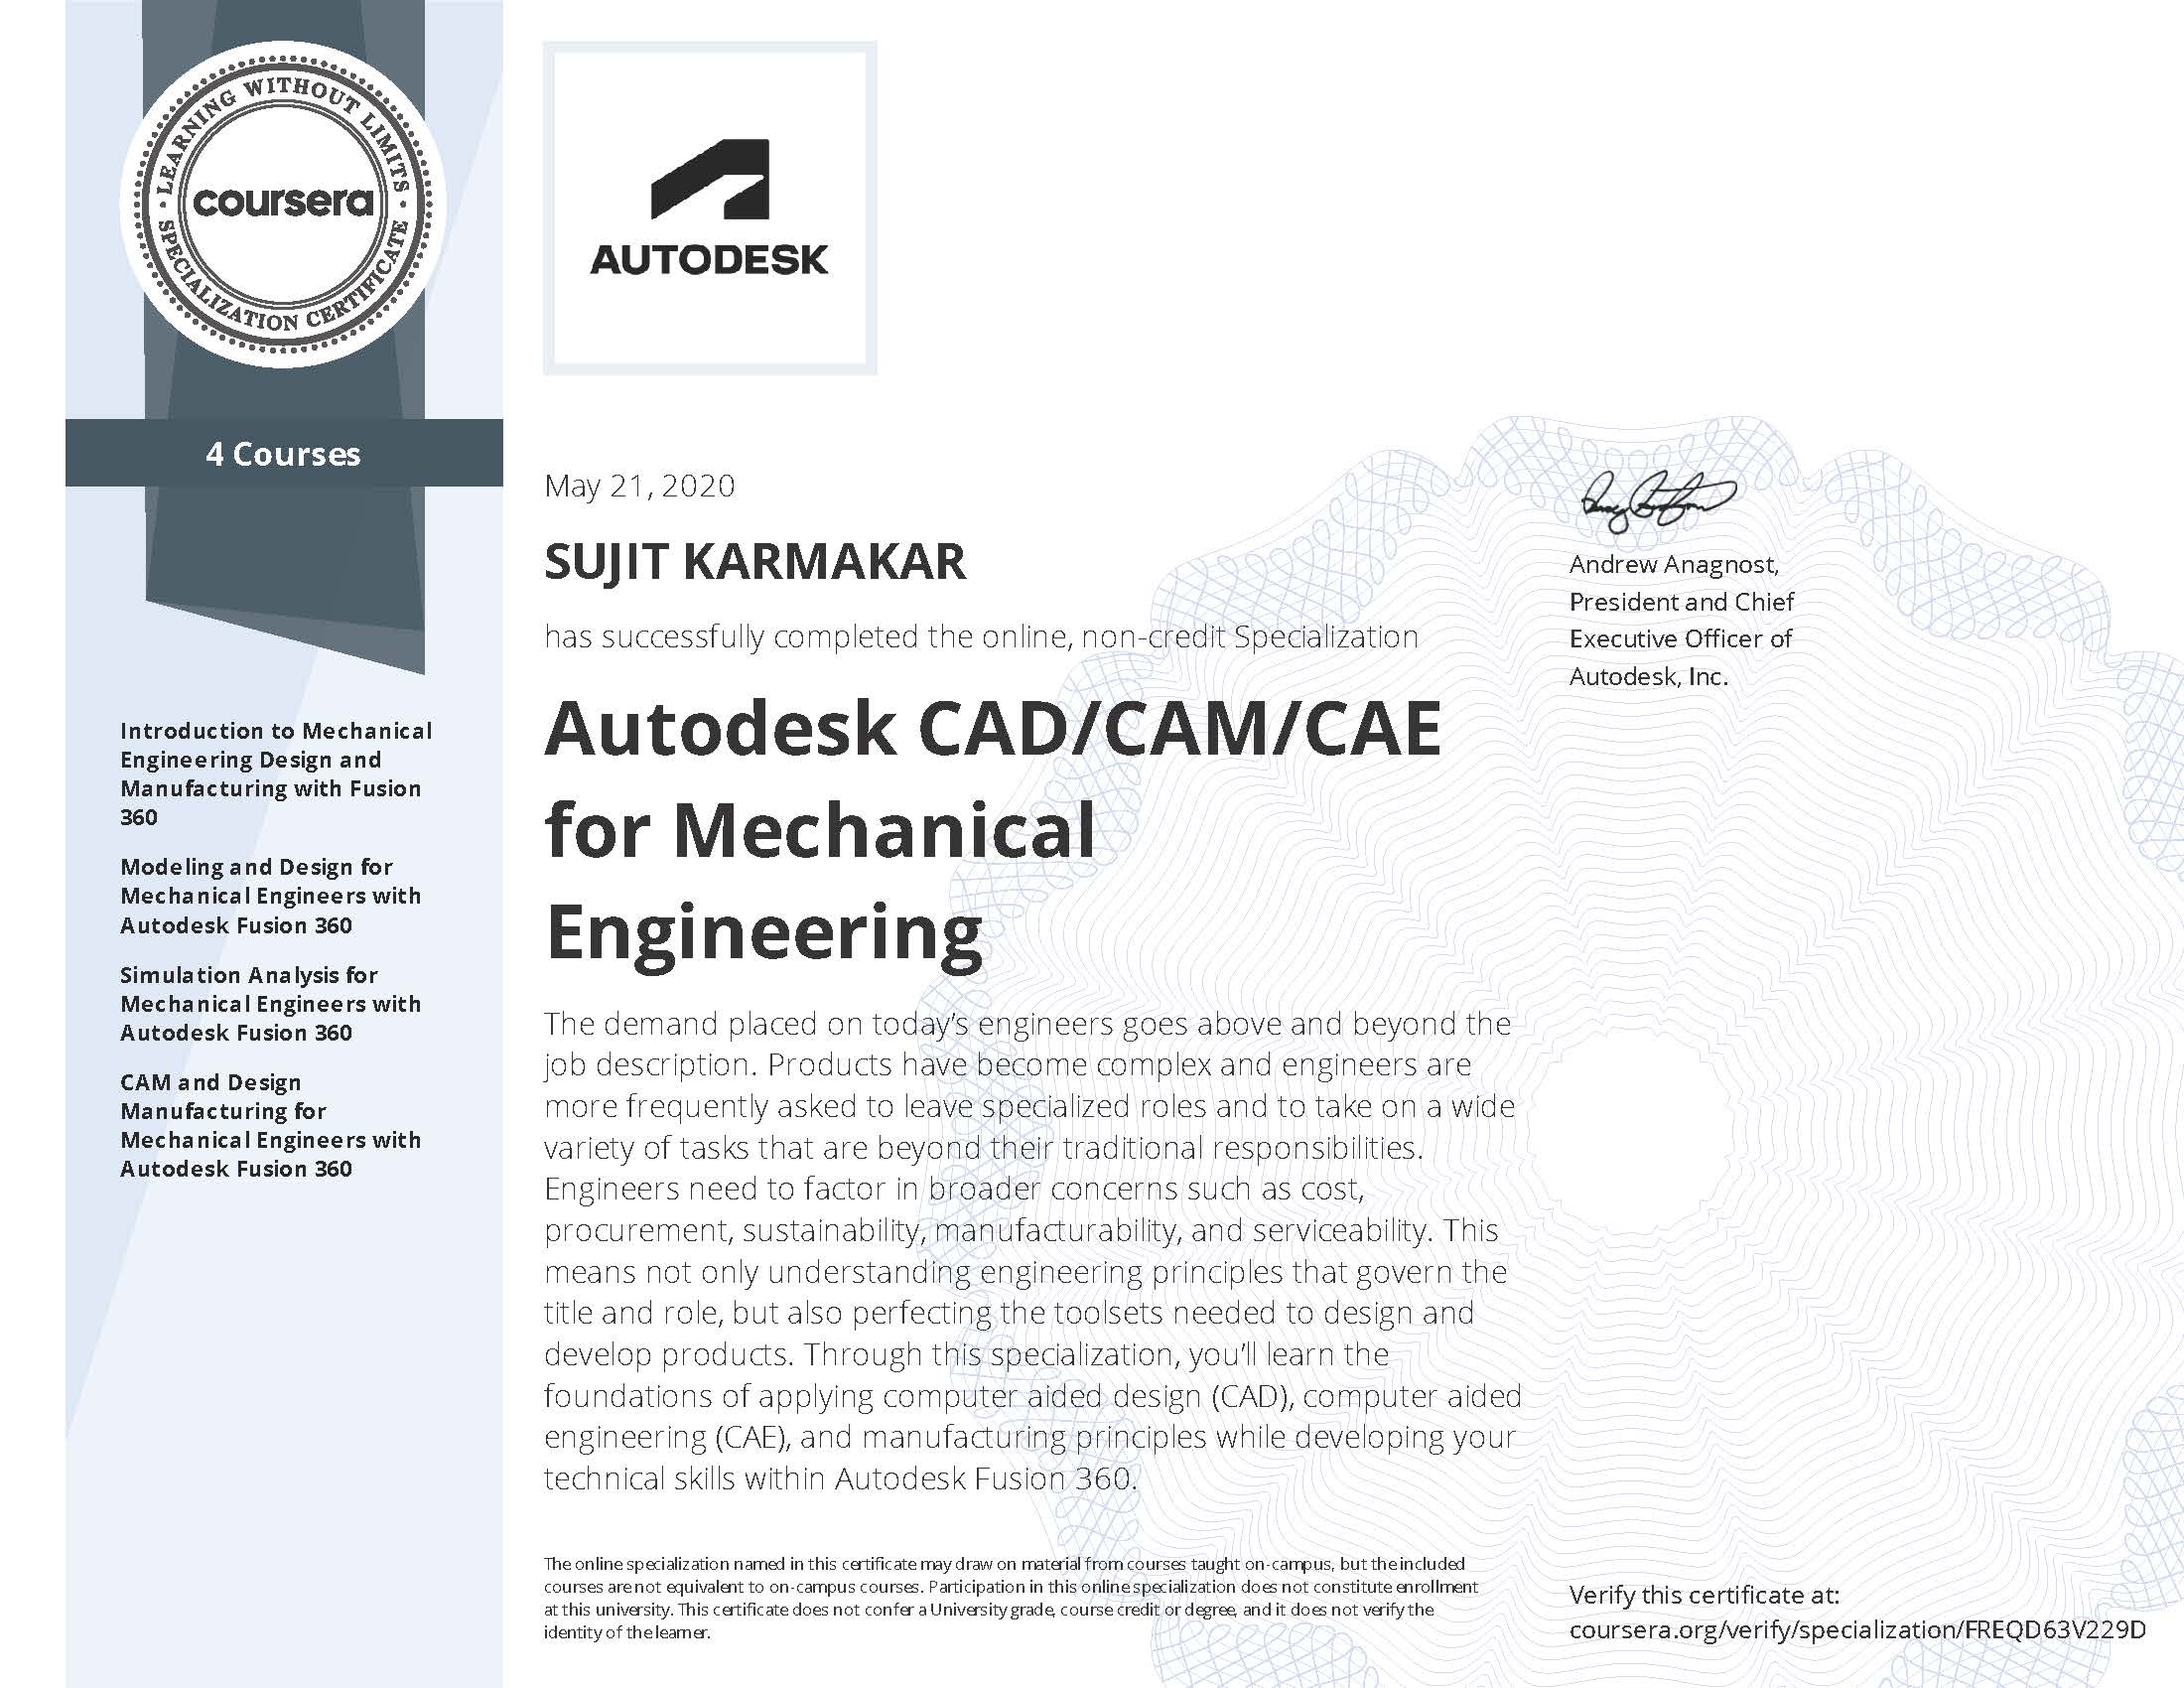 LEARNING WITHOUT LIMITS
coursera
SPECIALIZATION CERTIFICATE
4 Courses
Introduction to Mechanical
Engineering Design and
Manufacturing with Fusion
360
Modeling and Design for
Mechanical Engineers with
Autodesk Fusion 360
Simulation Analysis for
Mechanical Engineers with
Autodesk Fusion 360
CAM and Design
Manufacturing for
Mechanical Engineers with
Autodesk Fusion 360
AUTODESK
May 21, 2020
SUJIT KARMAKAR
has successfully completed the online, non-credit Specialization
Autodesk CAD/CAM/CAE
for Mechanical
Engineering
The demand placed on today’s engineers goes above and beyond the
job description. Products have become complex and engineers are
more frequently asked to leave specialized roles and to take on a wide
variety of tasks that are beyond their traditional responsibilities.
Engineers need to factor in broader concerns such as cost,
procurement, sustainability, manufacturability, and serviceability. This
means not only understanding engineering principles that govern the
title and role, but also perfecting the toolsets needed to design and
develop products. Through this specialization, you’ll learn the
foundations of applying computer aided design (CAD), computer aided
engineering (CAE), and manufacturing principles while developing your
technical skills within Autodesk Fusion 360.
The online specialization named in this certificate may draw on material from courses taught on-campus, but the included
courses are not equivalent to on-campus courses. Participation in this online specialization does not constitute enrollment
at this university. This certificate does not confer a University grade, course credit or degree, and it does not verify the
identity of the learner.
Andrew Anagnost,
President and Chief
Executive Officer of
Autodesk, Inc.
Verify this certificate at:
coursera.org/verify/specialization/FREQD63V229D